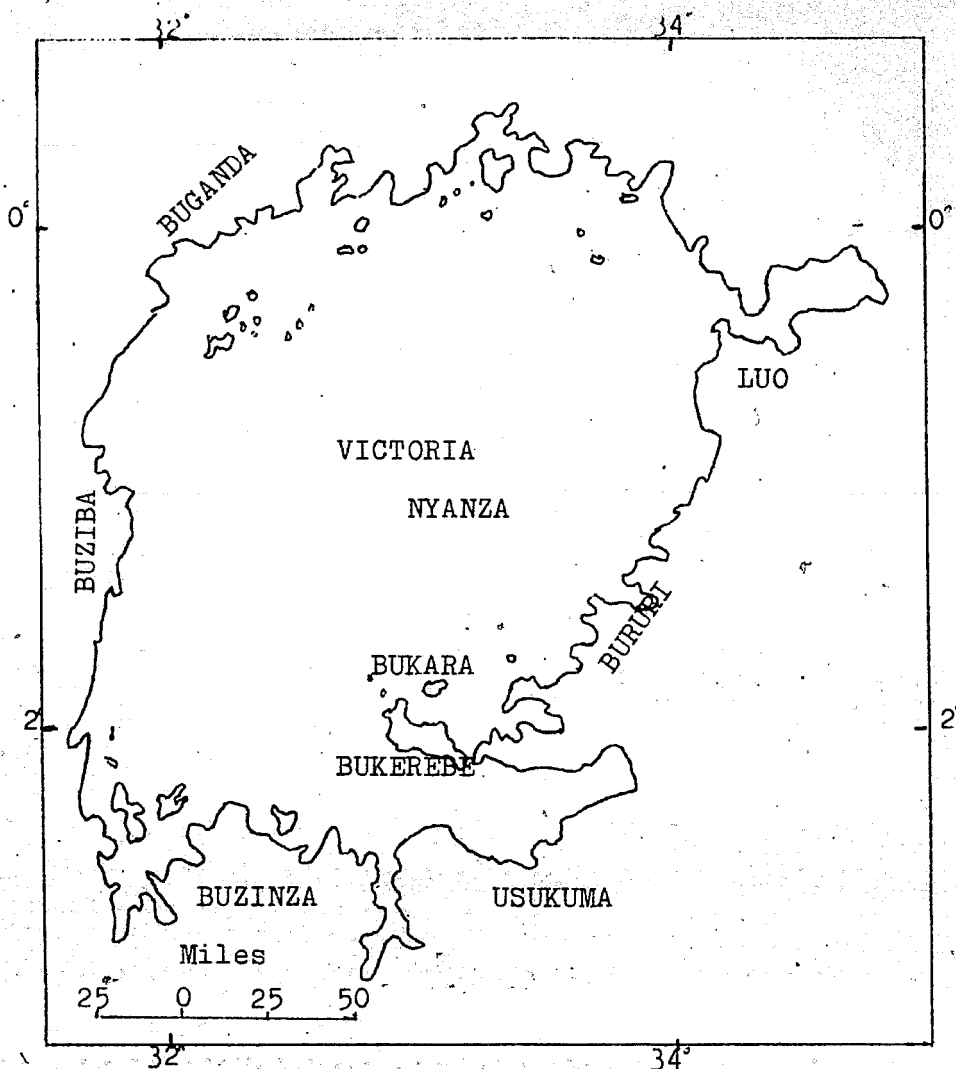 32°
34°
BUGANDA
0°
0°
LUO
VICTORIA
NYANZA
BUZIBA
BURURI
BUKARA
2
2
BUKEREBE
BUZINZA
USUKUMA
Miles
25
0
25
50
32°
34°